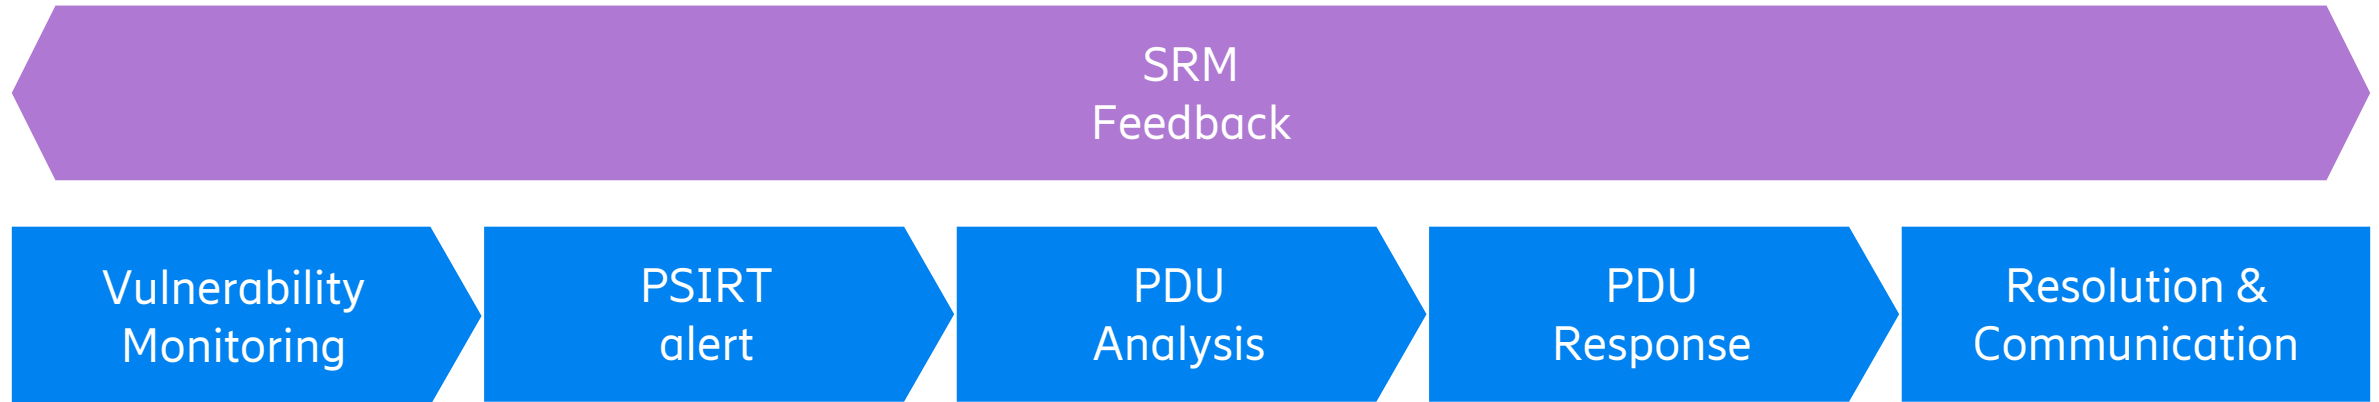 SRM
Feedback
Vulnerability
Monitoring
PSIRT
alert
PDU
Analysis
PDU
Response
Resolution &
Communication